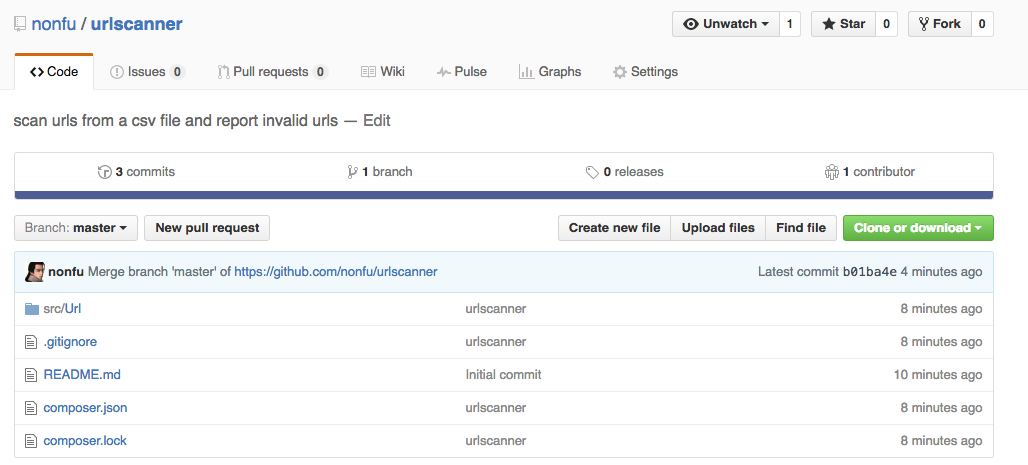 nonfu / urlscanner
Unwatch 1 Star 0 Fork 0
Code Issues 0 Pull requests 0 Wiki Pulse Graphs Settings
scan urls from a csv file and report invalid urls — Edit
3 commits 1 branch 0 releases 1 contributor
Branch: master New pull request Create new file Upload files Find file Clone or download
nonfu Merge branch 'master' of https://github.com/nonfu/urlscanner Latest commit b01ba4e 4 minutes ago
src/Url urlscanner 8 minutes ago
.gitignore urlscanner 8 minutes ago
README.md Initial commit 10 minutes ago
composer.json urlscanner 8 minutes ago
composer.lock urlscanner 8 minutes ago